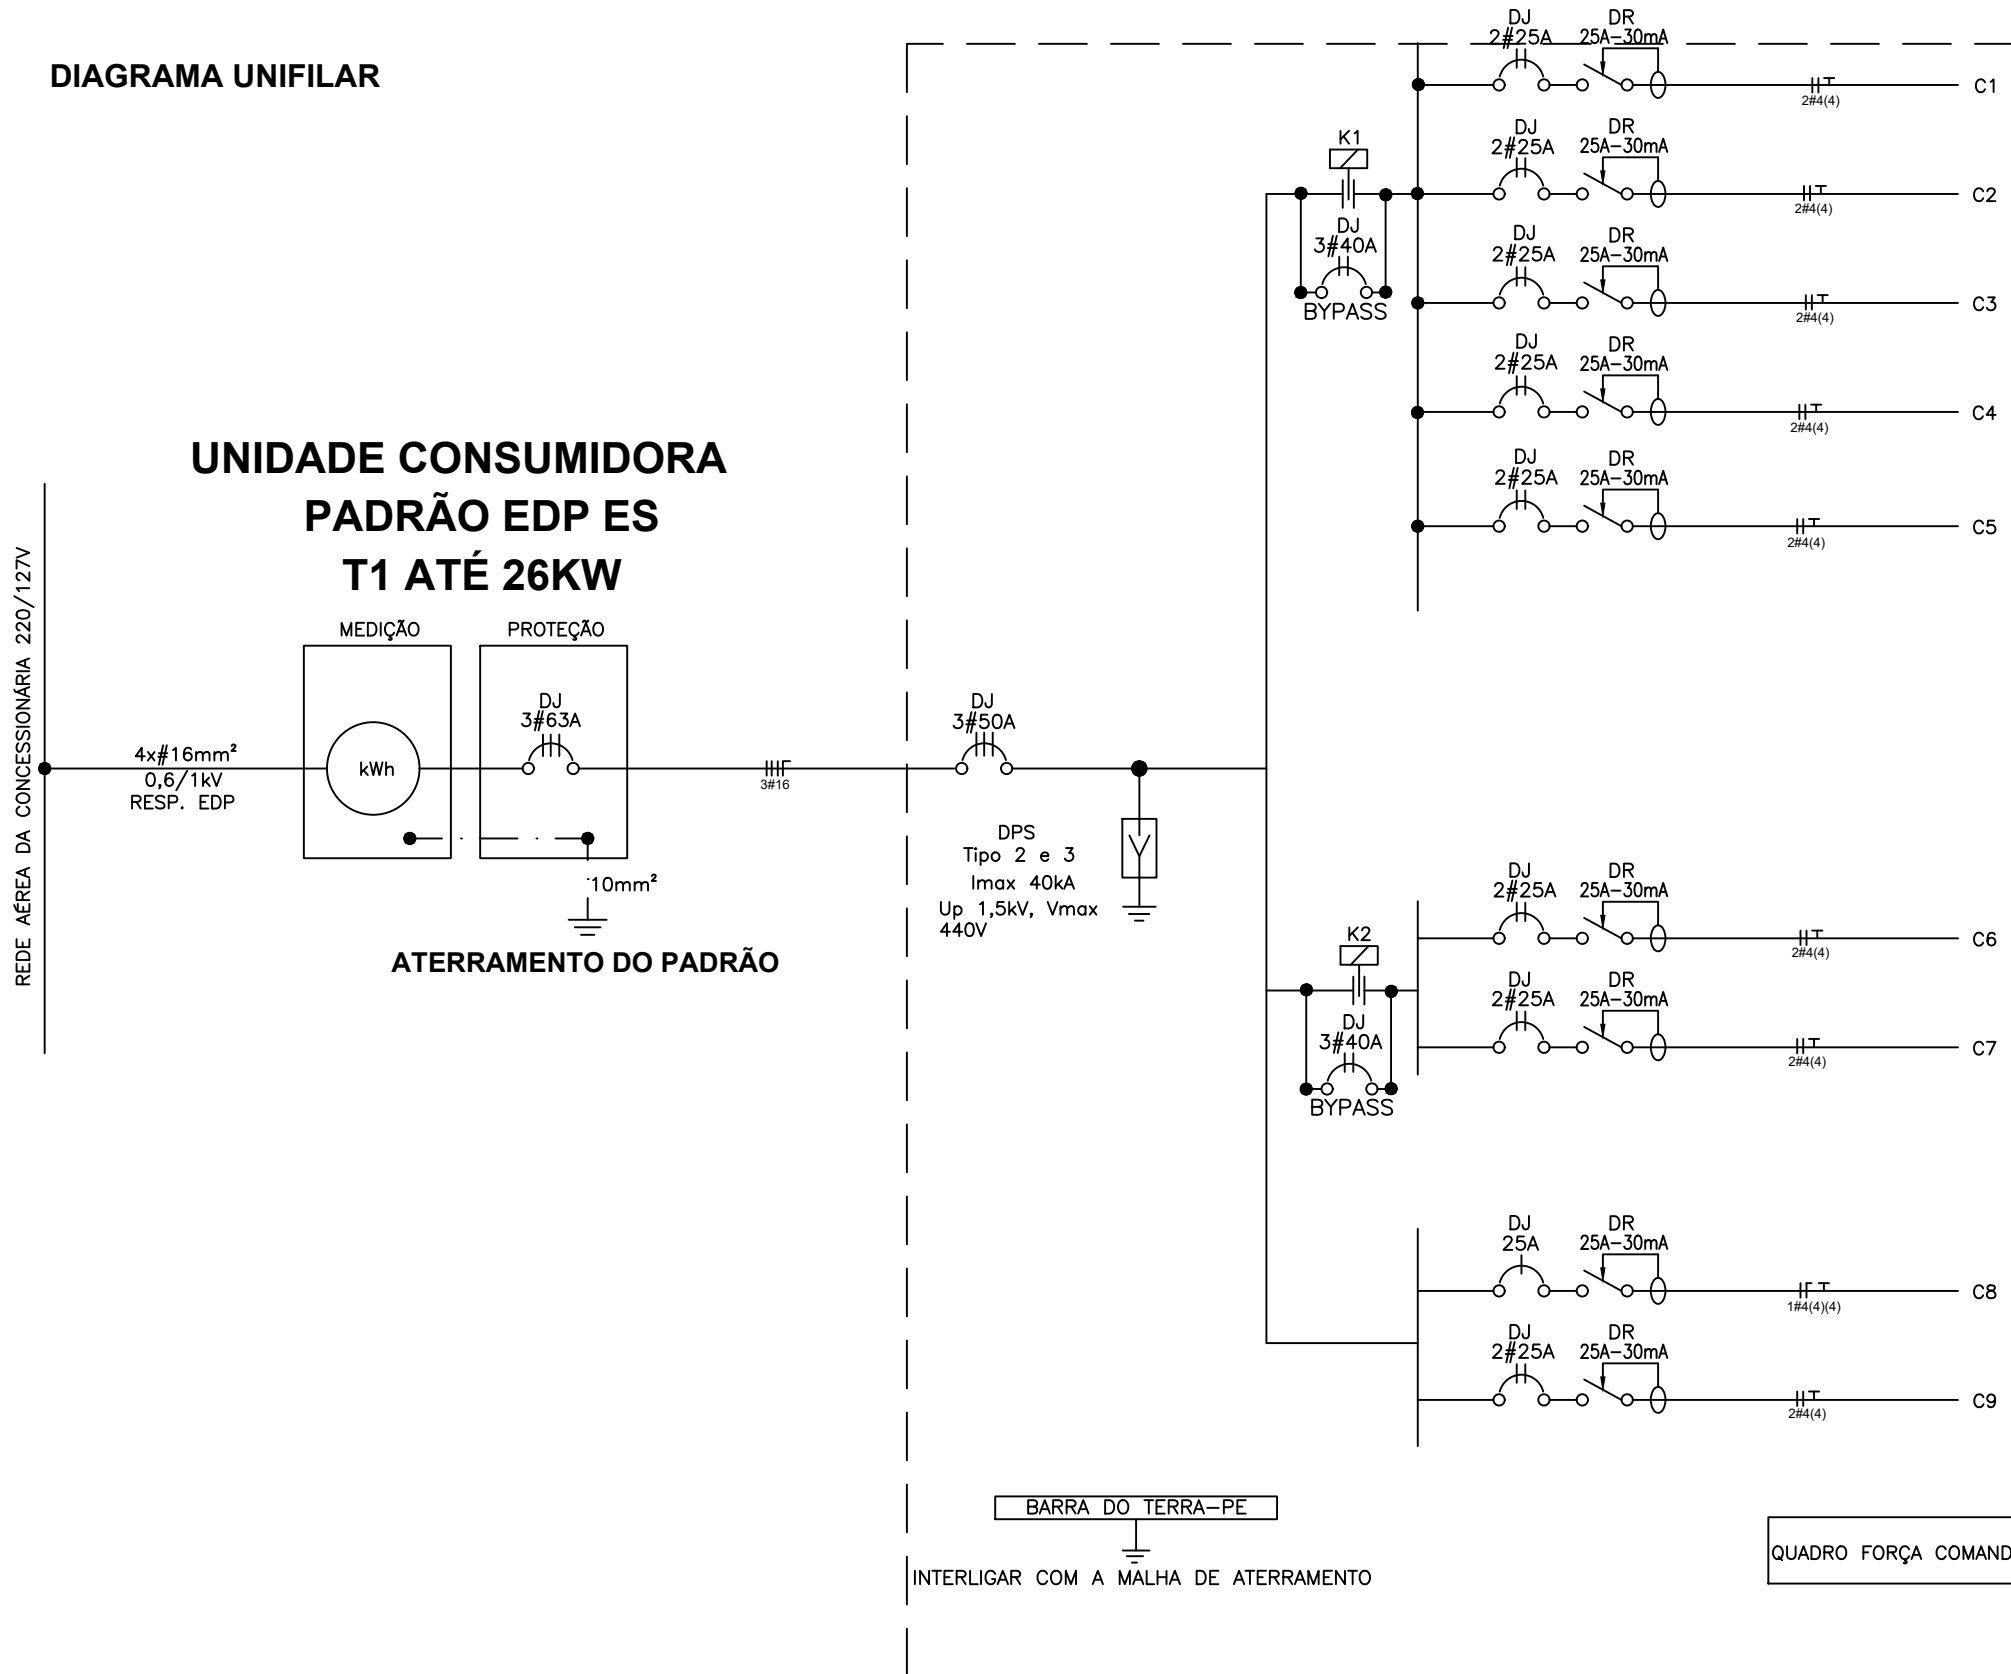 DIAGRAMA UNIFILAR
UNIDADE CONSUMIDORA
PADRÃO EDP ES
T1 ATÉ 26KW
REDE AÉREA DA CONCESSIONÁRIA 220/127V
4x#16mm²
0,6/1kV
RESP. EDP
MEDIÇÃO
kWh
PROTEÇÃO
DJ
3#63A
10mm²
ATERRAMENTO DO PADRÃO
3#16
DJ
3#50A
DPS
Tipo 2 e 3
Imax 40kA
Up 1,5kV, Vmax
440V
K1
DJ
3#40A
BYPASS
DJ
2#25A
DR
25A-30mA
2#4(4)
C1
DJ
2#25A
DR
25A-30mA
2#4(4)
C2
DJ
2#25A
DR
25A-30mA
2#4(4)
C3
DJ
2#25A
DR
25A-30mA
2#4(4)
C4
DJ
2#25A
DR
25A-30mA
2#4(4)
C5
K2
DJ
3#40A
BYPASS
DJ
2#25A
DR
25A-30mA
2#4(4)
C6
DJ
2#25A
DR
25A-30mA
2#4(4)
C7
DJ
25A
DR
25A-30mA
1#4(4)(4)
C8
DJ
2#25A
DR
25A-30mA
2#4(4)
C9
BARRA DO TERRA-PE
INTERLIGAR COM A MALHA DE ATERRAMENTO
QUADRO FORÇA COMAND